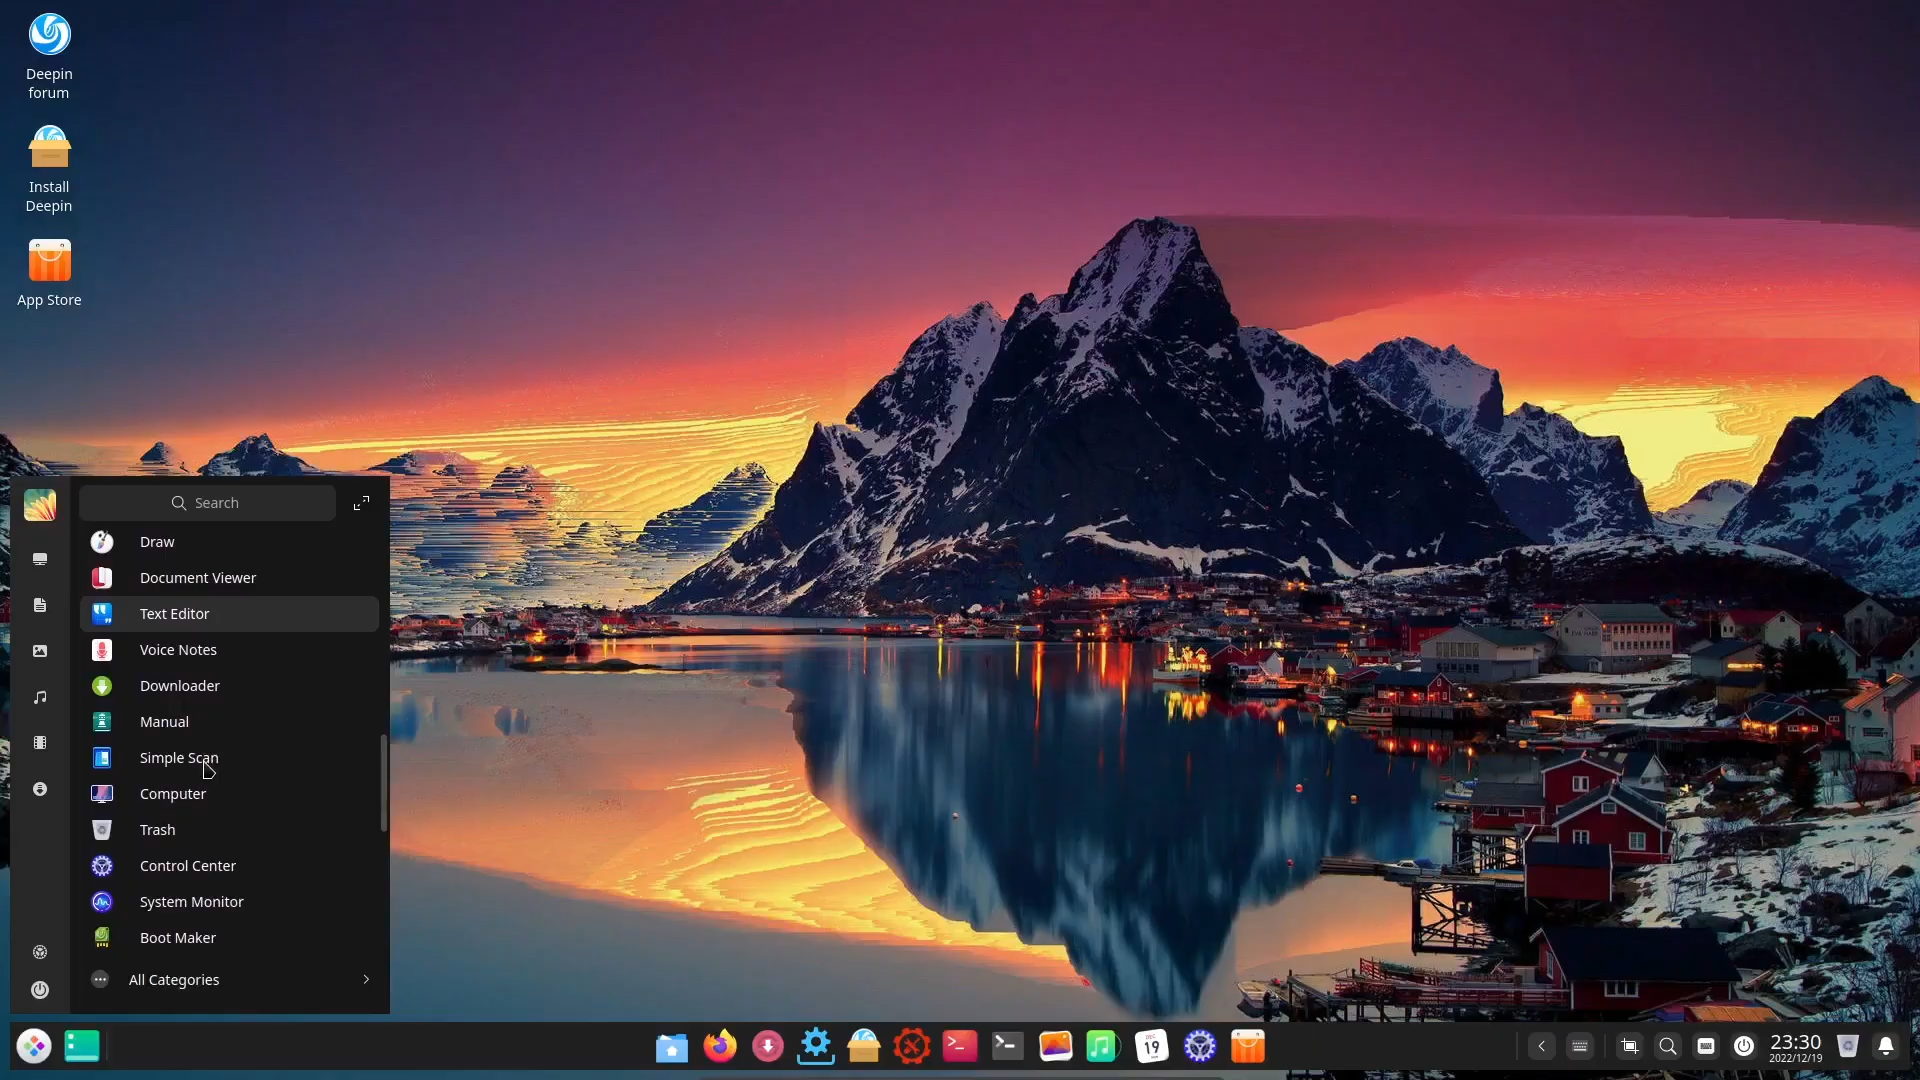 Deepin
forum
Install
Deepin
App Store
Search
Draw
Document Viewer
Text Editor
Voice Notes
Downloader
Manual
Simple Scan
Computer
Trash
Control Center
System Monitor
Boot Maker
All Categories
DEC
19
23:30
2022/12/19